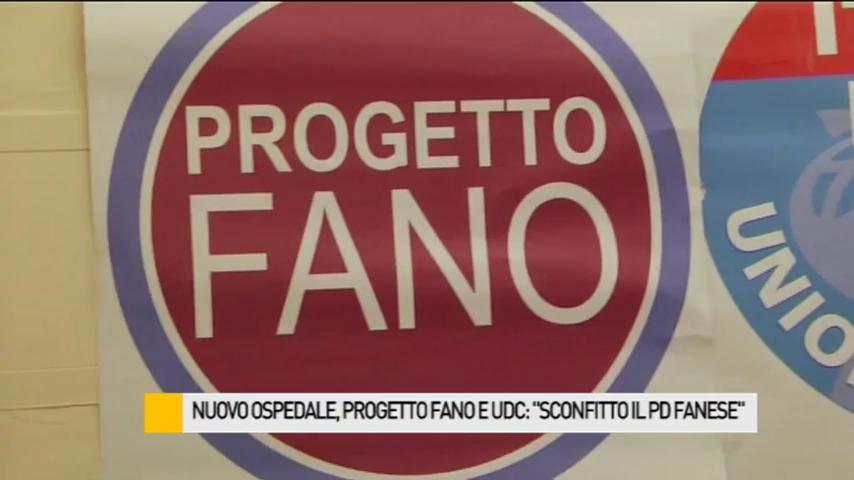 PROGETTO
FANO
UNIO
NUOVO OSPEDALE, PROGETTO FANO E UDC: "SCONFITTO IL PD FANESE"